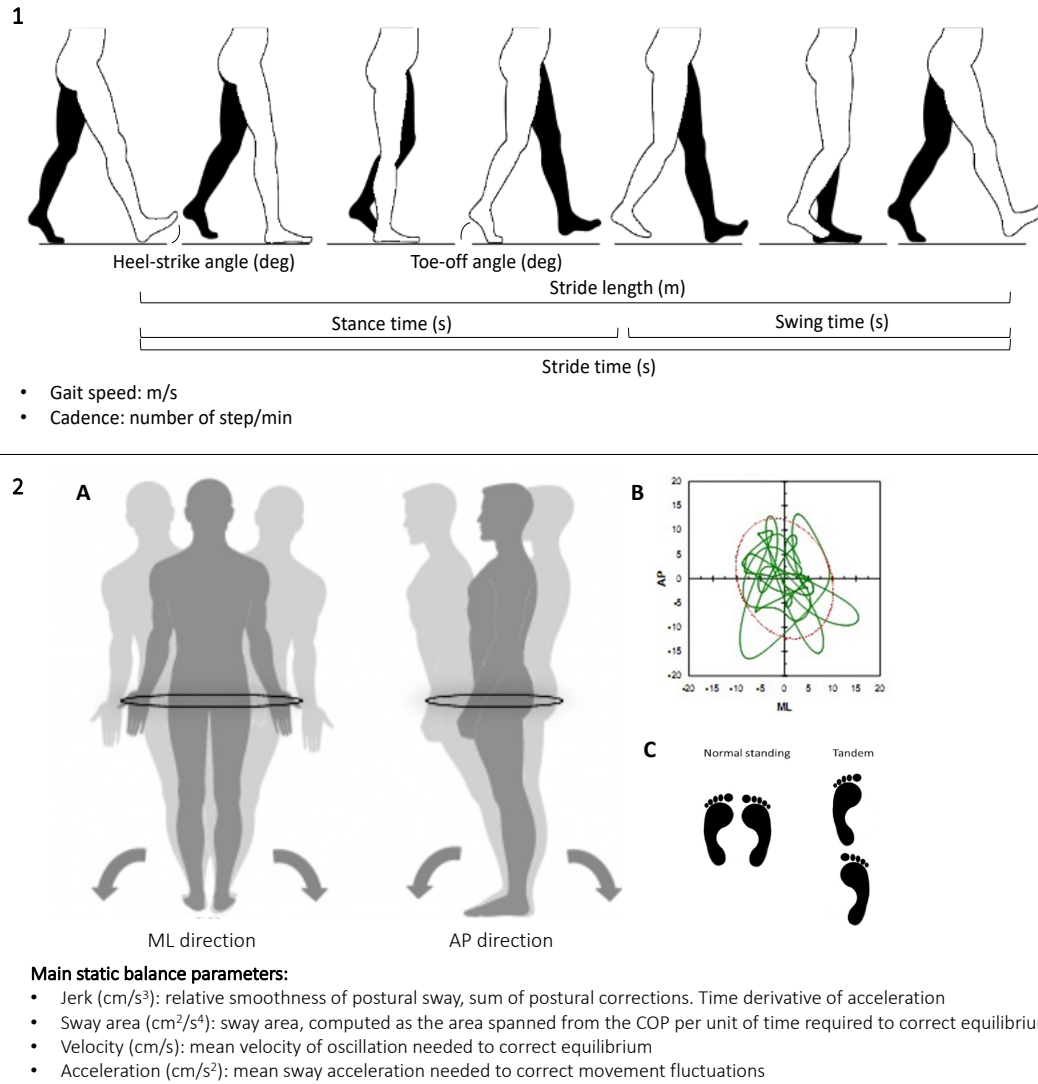 1
Heel-strike angle (deg)
Toe-off angle (deg)
Stride length (m)
Stance time (s)
Swing time (s)
Stride time (s)
• Gait speed: m/s
• Cadence: number of step/min
2
A
ML direction
AP direction
B
20
15
10
5
0
-5
-10
-15
-20
AP
-20 -15 -10 -5 0 5 10 15 20
ML
C
Normal standing
Tandem
Main static balance parameters:
• Jerk (cm/s³): relative smoothness of postural sway, sum of postural corrections. Time derivative of acceleration
• Sway area (cm²/s⁴): sway area, computed as the area spanned from the COP per unit of time required to correct equilibriu
• Velocity (cm/s): mean velocity of oscillation needed to correct equilibrium
• Acceleration (cm/s²): mean sway acceleration needed to correct movement fluctuations